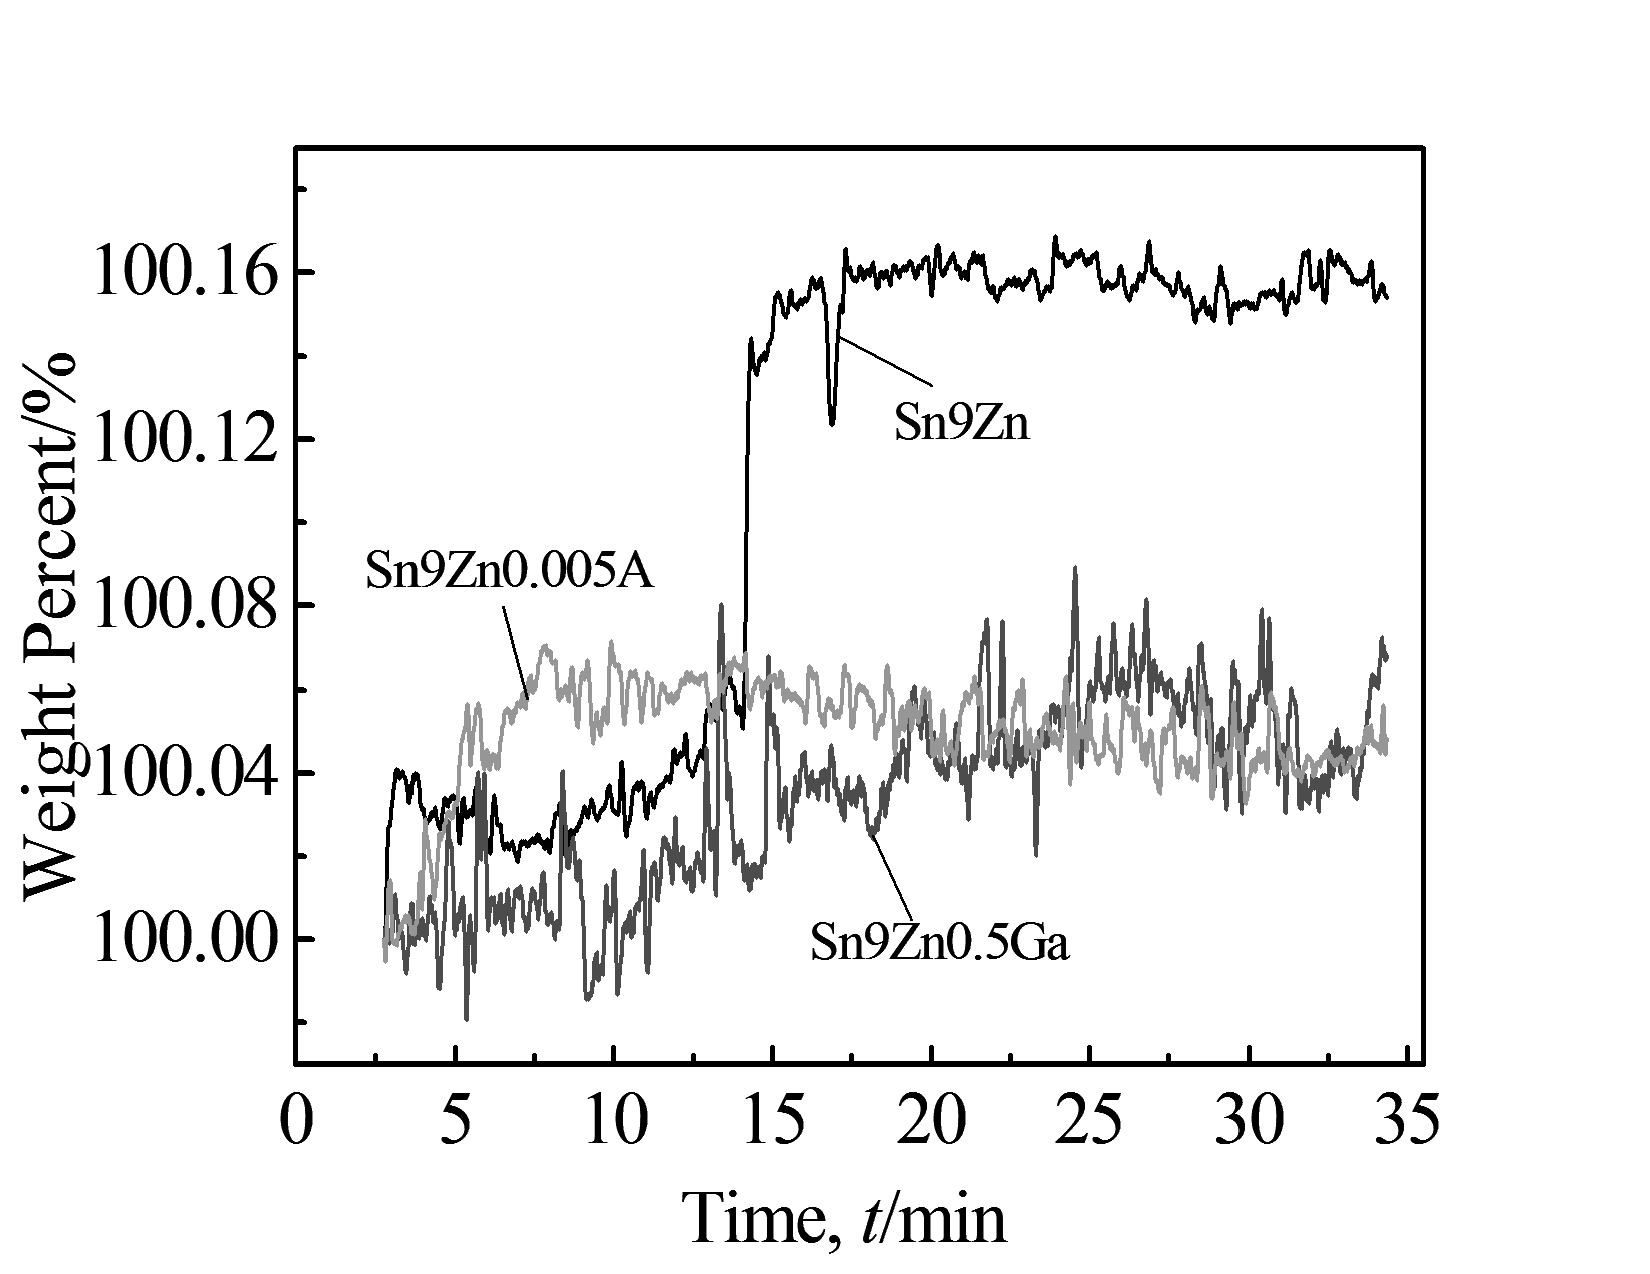 100.16
100.12
100.08
100.04
100.00
Weight Percent/%
Sn9Zn
Sn9Zn0.005A
Sn9Zn0.5Ga
0 5 10 15 20 25 30 35
Time, t/min